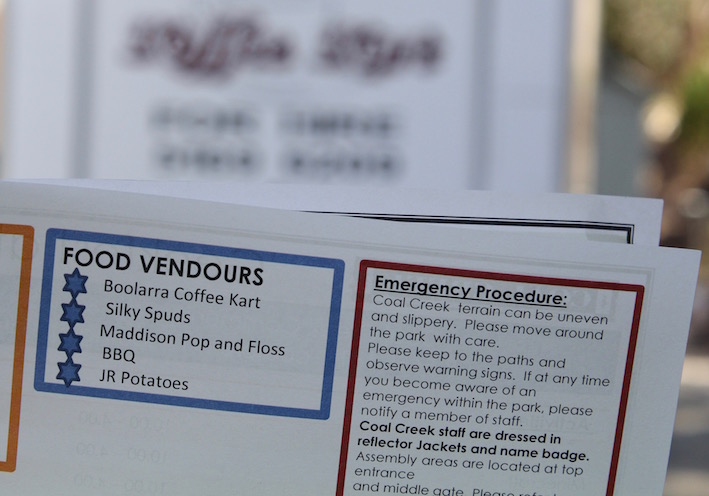 FOR HIRE
FOOD VENDOURS
Boolarra Coffee Kart
Silky Spuds
Maddison Pop and Floss
BBQ
JR Potatoes
Emergency Procedure:
Coal Creek terrain can be uneven
and slippery. Please move around
the park with care.
Please keep to the paths and
observe warning signs. If at any time
you become aware of an
emergency within the park, please
notify a member of staff.
Coal Creek staff are dressed in
reflector Jackets and name badge.
Assembly areas are located at top
entrance
and middle gate. Please refer